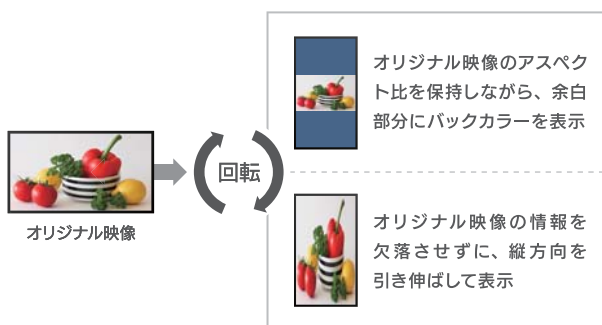 オリジナル映像のアスペク
ト比を保持しながら、余白
部分にバックカラーを表示
回転
オリジナル映像
オリジナル映像の情報を
欠落させずに、縦方向を
引き伸ばして表示